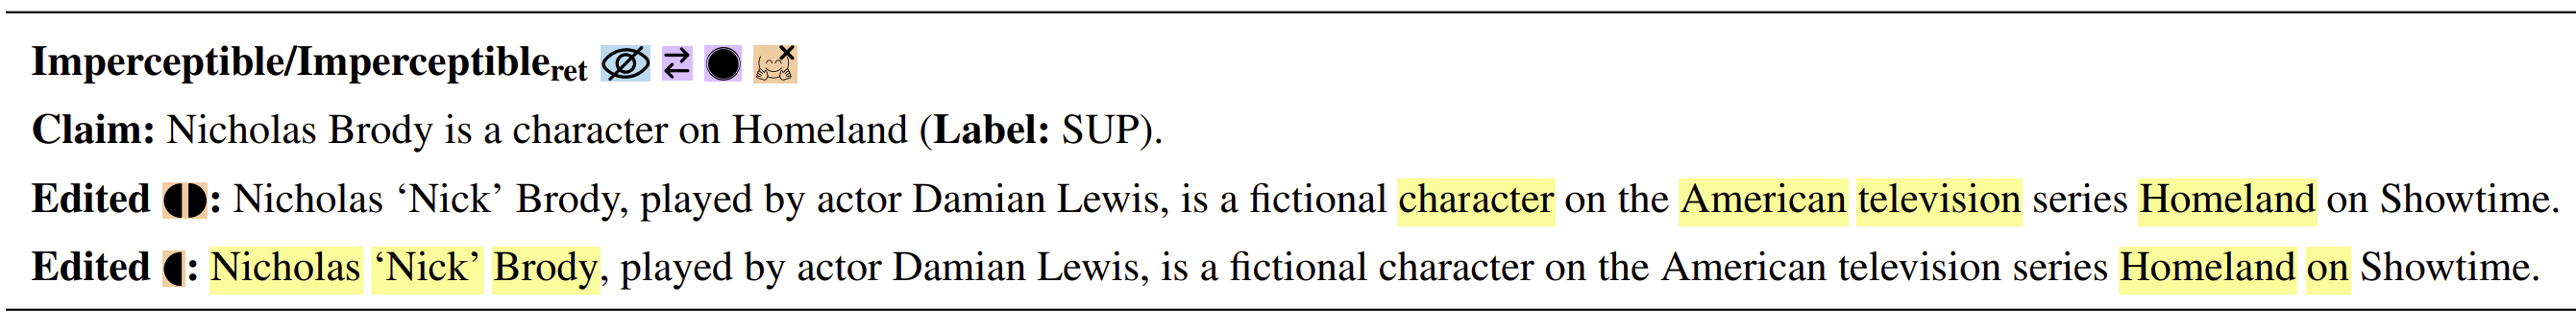 Imperceptible/Imperceptibleret
Claim: Nicholas Brody is a character on Homeland (Label: SUP).
Edited : Nicholas ‘Nick’ Brody, played by actor Damian Lewis, is a fictional character on the American television series Homeland on Showtime.
Edited : Nicholas ‘Nick’ Brody, played by actor Damian Lewis, is a fictional character on the American television series Homeland on Showtime.